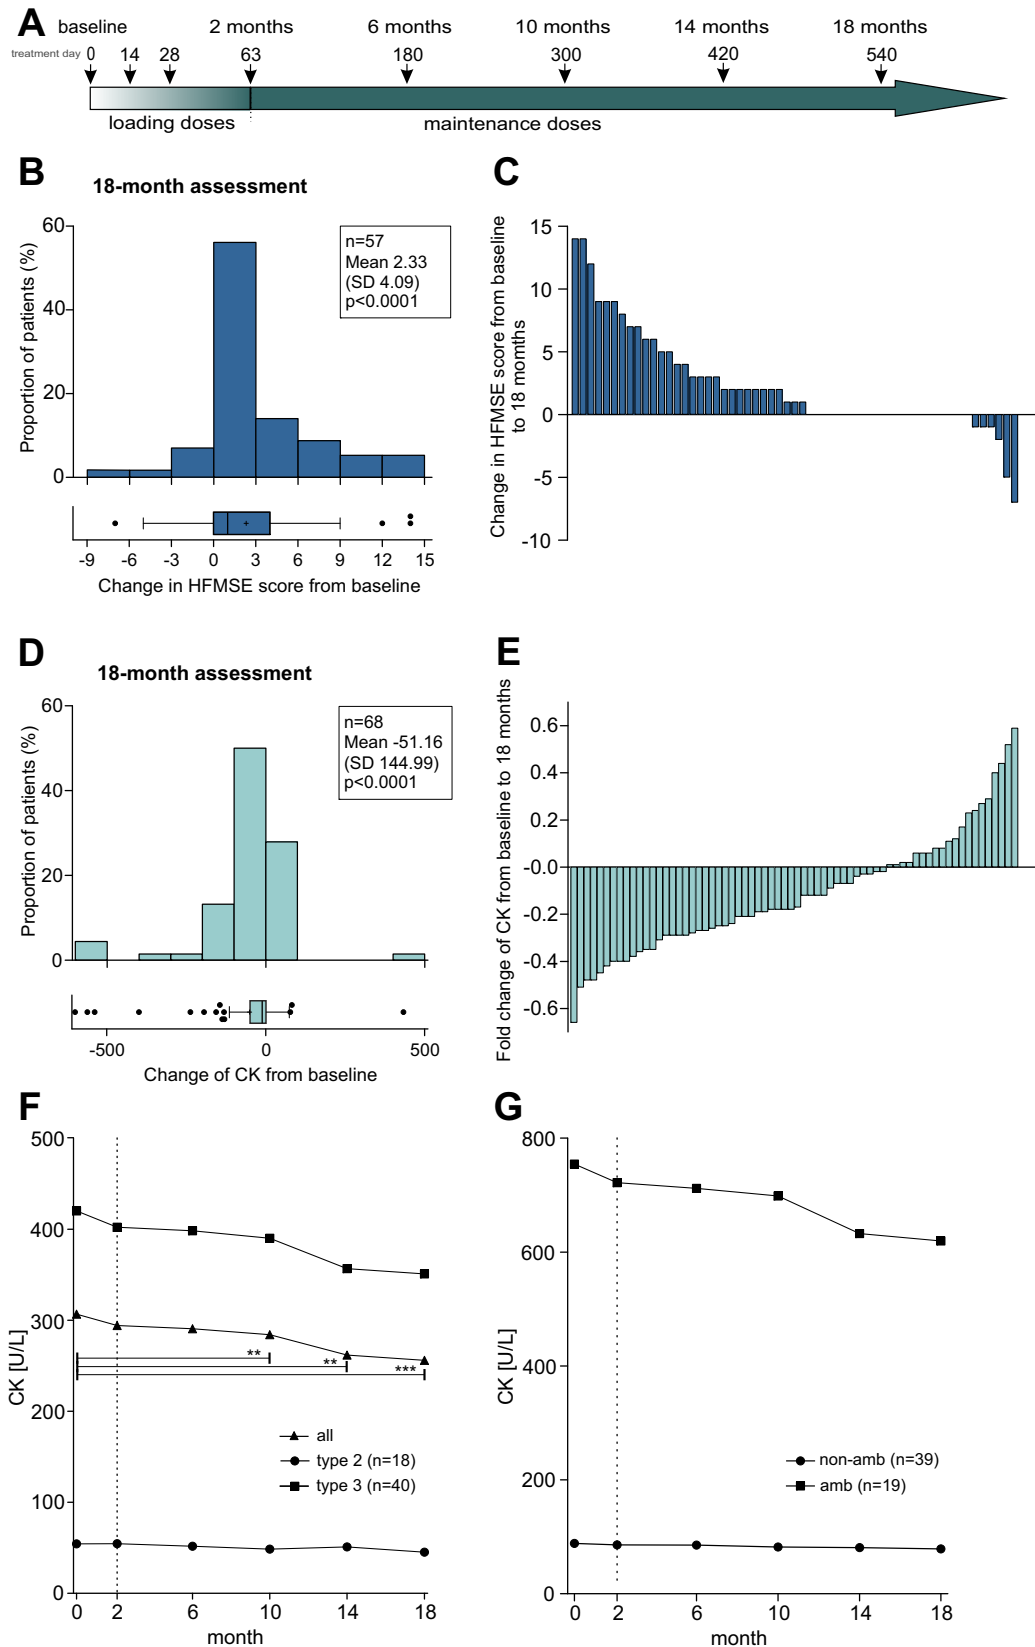 A
baseline 2 months 6 months 10 months 14 months 18 months
treatment day 0 14 28 63 180 300 420 540
loading doses maintenance doses
B
18-month assessment
Proportion of patients (%)
60
40
20
0
n=57
Mean 2.33
(SD 4.09)
p<0.0001
-9 -6 -3 0 3 6 9 12 15
Change in HFMSE score from baseline
C
Change in HFMSE score from baseline
to 18 momths
15
10
5
0
-5
-10
D
18-month assessment
Proportion of patients (%)
60
40
20
0
n=68
Mean -51.16
(SD 144.99)
p<0.0001
-500 0 500
Change of CK from baseline
E
Fold change of CK from baseline to 18 months
0.6
0.4
0.2
-0.0
-0.2
-0.4
-0.6
F
CK [U/L]
500
400
300
200
100
0
**
**
***
all
type 2 (n=18)
type 3 (n=40)
0 2 6 10 14 18
month
G
CK [U/L]
800
600
400
200
0
non-amb (n=39)
amb (n=19)
0 2 6 10 14 18
month